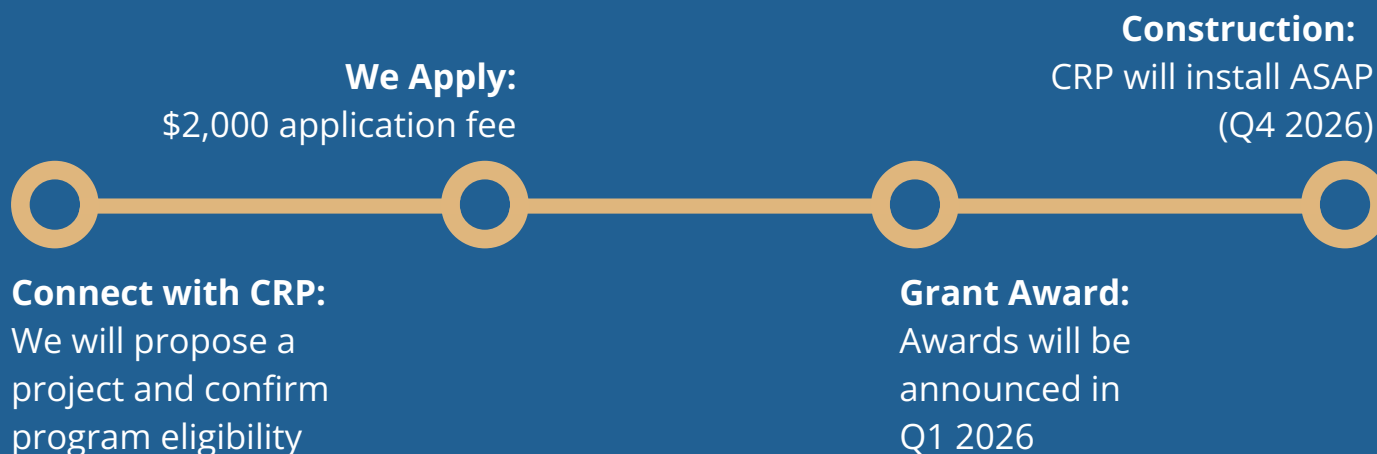 Connect with CRP:
We will propose a
project and confirm
program eligibility
We Apply:
$2,000 application fee
Grant Award:
Awards will be
announced in
Q1 2026
Construction:
CRP will install ASAP
(Q4 2026)